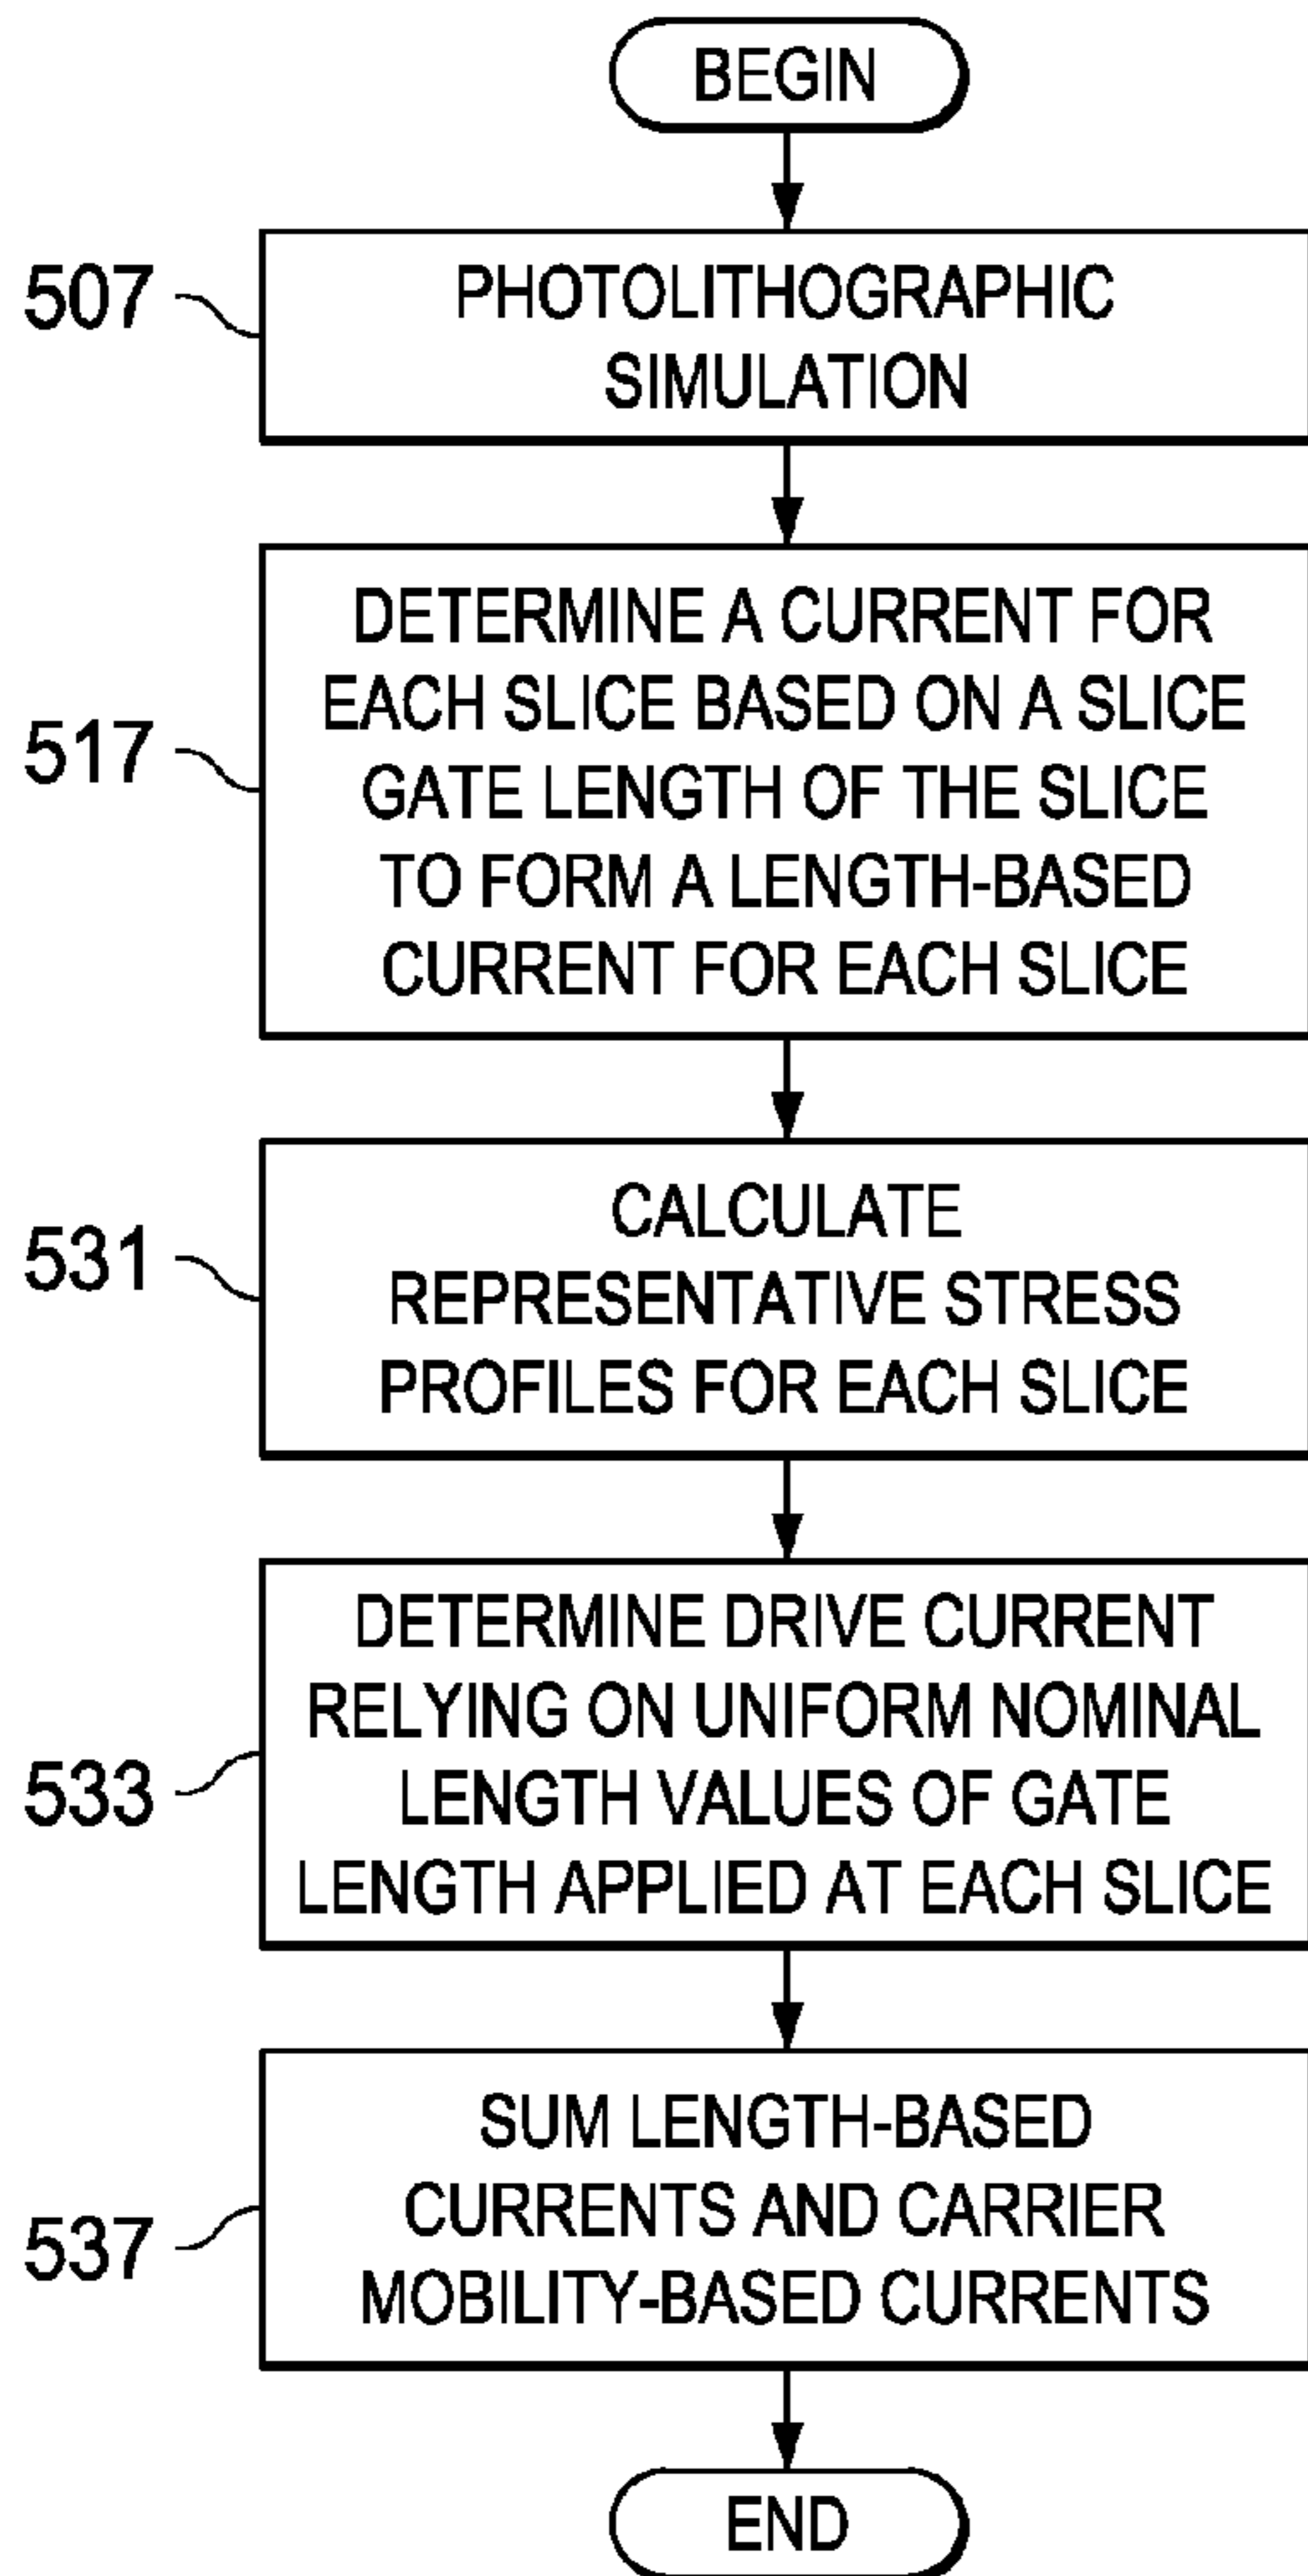 BEGIN
507
PHOTOLITHOGRAPHIC
SIMULATION
517
DETERMINE A CURRENT FOR
EACH SLICE BASED ON A SLICE
GATE LENGTH OF THE SLICE
TO FORM A LENGTH-BASED
CURRENT FOR EACH SLICE
531
CALCULATE
REPRESENTATIVE STRESS
PROFILES FOR EACH SLICE
533
DETERMINE DRIVE CURRENT
RELYING ON UNIFORM NOMINAL
LENGTH VALUES OF GATE
LENGTH APPLIED AT EACH SLICE
537
SUM LENGTH-BASED
CURRENTS AND CARRIER
MOBILITY-BASED CURRENTS
END